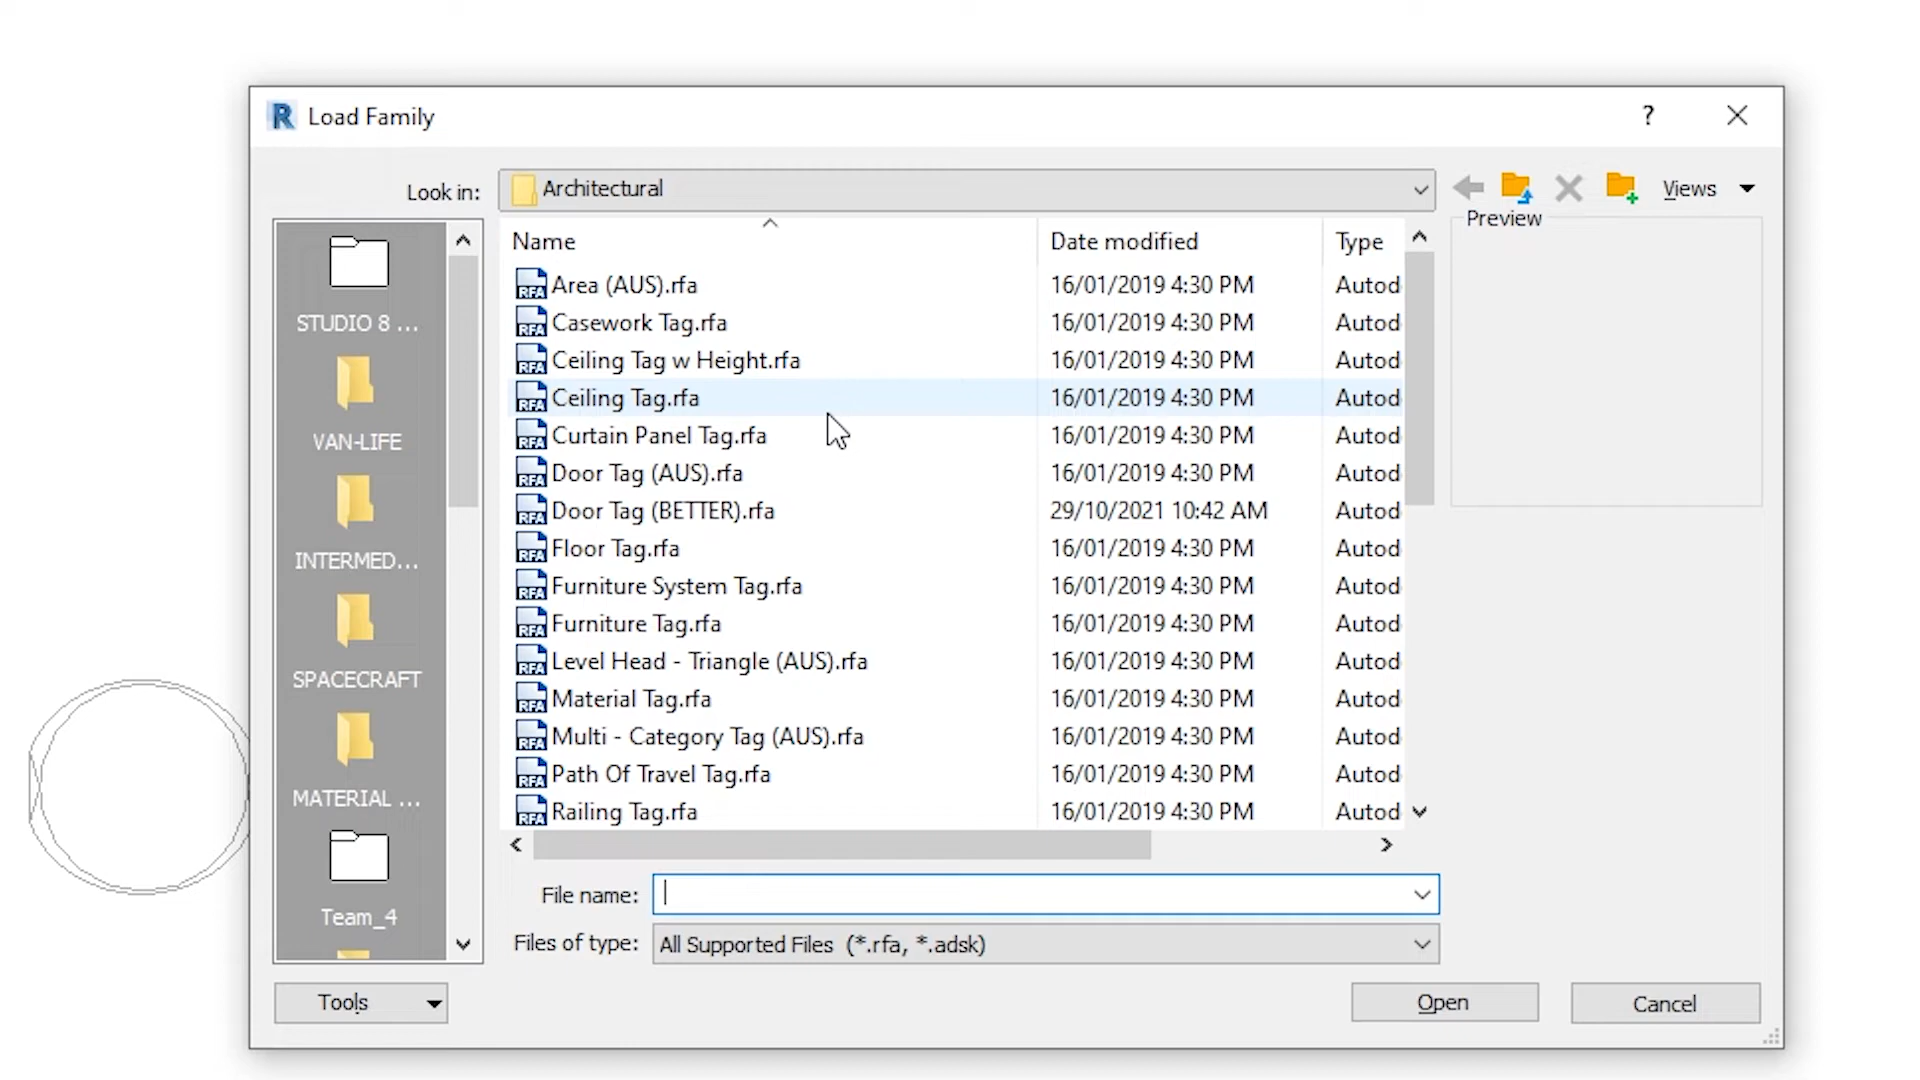 R Load Family ?
Look in: Architectural Views
Preview
Name Date modified Type
Area (AUS).rfa 16/01/2019 4:30 PM Autod
Casework Tag.rfa 16/01/2019 4:30 PM Autod
Ceiling Tag w Height.rfa 16/01/2019 4:30 PM Autod
Ceiling Tag.rfa 16/01/2019 4:30 PM Autod
Curtain Panel Tag.rfa 16/01/2019 4:30 PM Autod
Door Tag (AUS).rfa 16/01/2019 4:30 PM Autod
Door Tag (BETTER).rfa 29/10/2021 10:42 AM Autod
Floor Tag.rfa 16/01/2019 4:30 PM Autod
Furniture System Tag.rfa 16/01/2019 4:30 PM Autod
Furniture Tag.rfa 16/01/2019 4:30 PM Autod
Level Head - Triangle (AUS).rfa 16/01/2019 4:30 PM Autod
Material Tag.rfa 16/01/2019 4:30 PM Autod
Multi - Category Tag (AUS).rfa 16/01/2019 4:30 PM Autod
Path Of Travel Tag.rfa 16/01/2019 4:30 PM Autod
Railing Tag.rfa 16/01/2019 4:30 PM Autod
STUDIO 8 ...
VAN-LIFE
INTERMED...
SPACECRAFT
MATERIAL ...
Team_4
File name:
Files of type: All Supported Files (*.rfa, *.adsk)
Tools Open Cancel